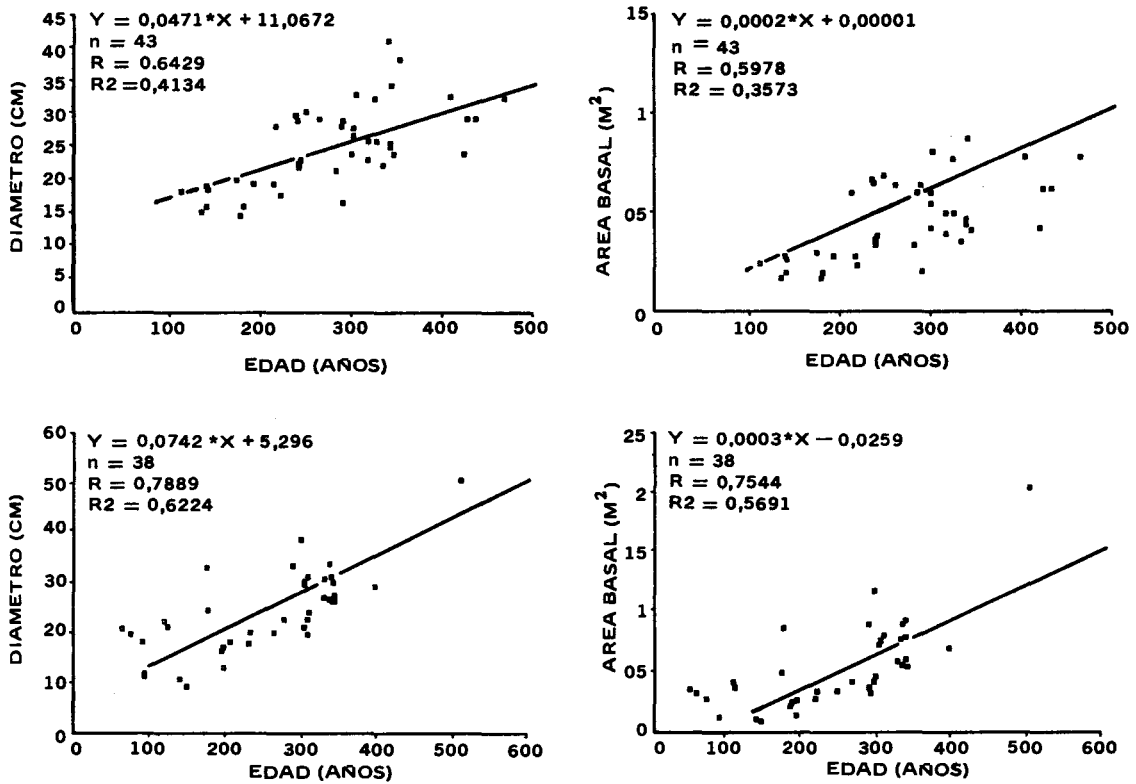 Y = 0,0471*X + 11,0672
n = 43
R = 0.6429
R2 =0,4134
DIAMETRO (CM)
45
40
35
30
25
20
15
10
5
0
0 100 200 300 400 500
EDAD (AÑOS)
Y = 0,0002*X + 0,00001
n = 43
R = 0,5978
R2 = 0,3573
AREA BASAL (M²)
1 5
1
05
0
0 100 200 300 400 500
EDAD (AÑOS)
Y = 0,0742 *X + 5,296
n = 38
R = 0,7889
R2 = 0,6224
DIAMETRO (CM)
60
50
40
30
20
10
0
0 100 200 300 400 500 600
EDAD (AÑOS)
Y = 0,0003*X — 0,0259
n = 38
R = 0,7544
R2 = 0,5691
AREA BASAL (M²)
25
2
15
1
05
0
0 100 200 300 400 500 600
EDAD (AÑOS)